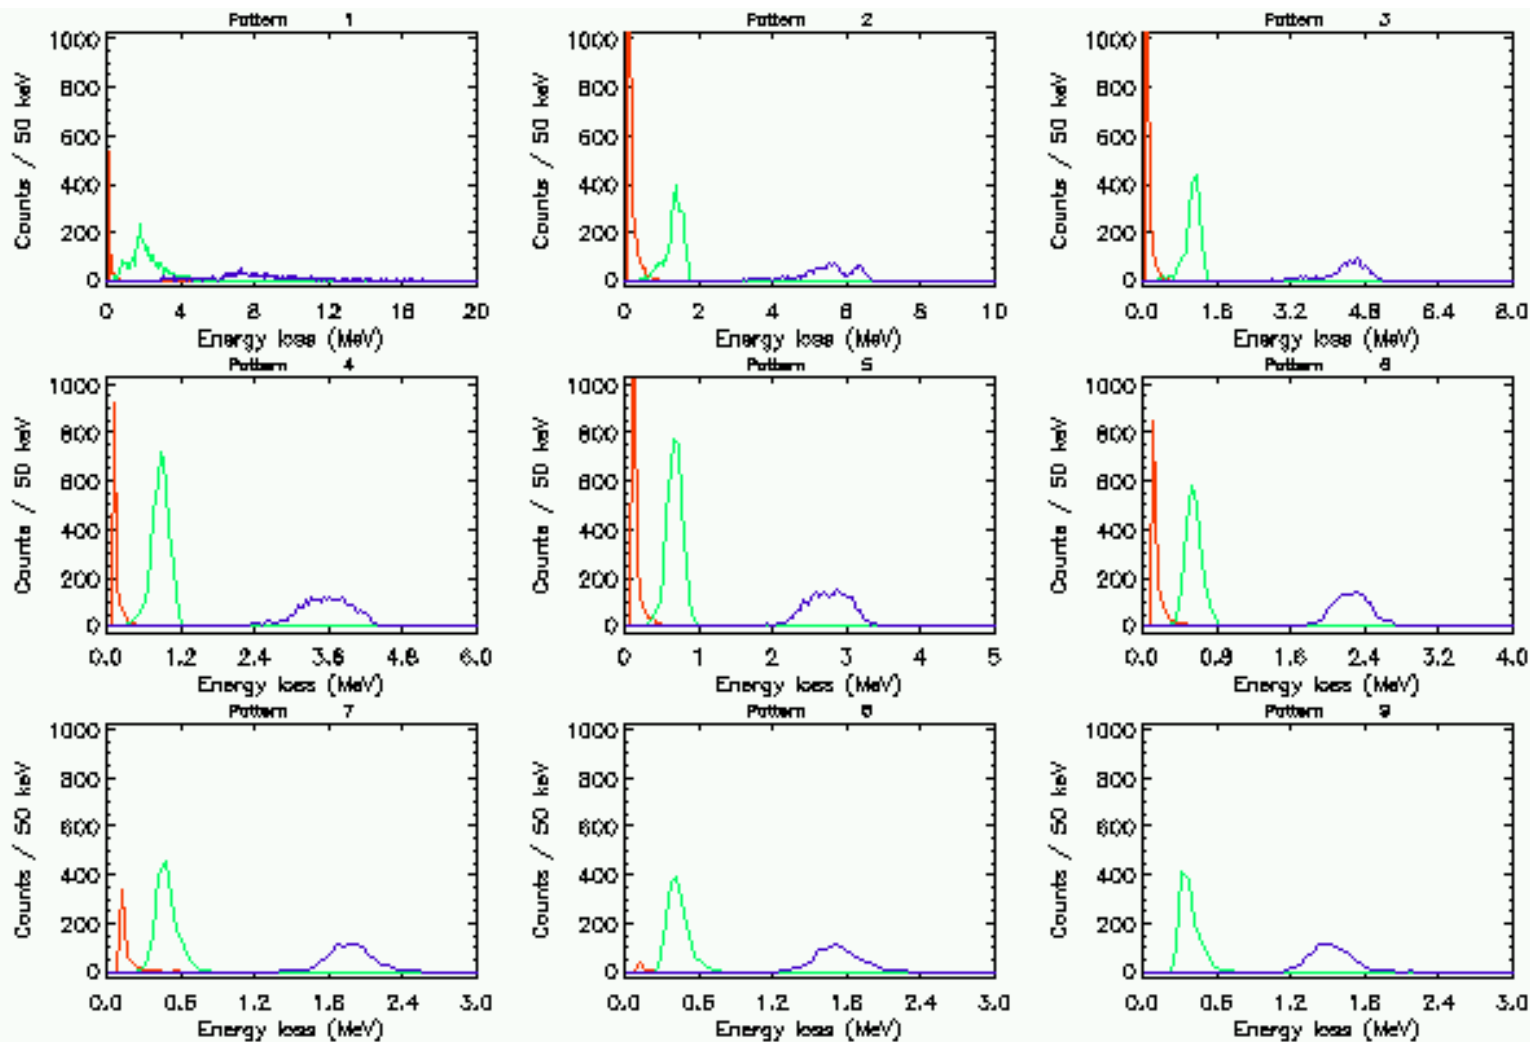 Pattern 1
Counts / 50 keV
1000
800
600
400
200
0
0 4 8 12 16 20
Energy loss (MeV)
Pattern 2
Counts / 50 keV
1000
800
600
400
200
0
0 2 4 6 8 10
Energy loss (MeV)
Pattern 3
Counts / 50 keV
1000
800
600
400
200
0
0.0 1.6 3.2 4.8 6.4 8.0
Energy loss (MeV)
Pattern 4
Counts / 50 keV
1000
800
600
400
200
0
0.0 1.2 2.4 3.6 4.8 6.0
Energy loss (MeV)
Pattern 5
Counts / 50 keV
1000
800
600
400
200
0
0 1 2 3 4 5
Energy loss (MeV)
Pattern 6
Counts / 50 keV
1000
800
600
400
200
0
0.0 0.8 1.6 2.4 3.2 4.0
Energy loss (MeV)
Pattern 7
Counts / 50 keV
1000
800
600
400
200
0
0.0 0.6 1.2 1.8 2.4 3.0
Energy loss (MeV)
Pattern 8
Counts / 50 keV
1000
800
600
400
200
0
0.0 0.6 1.2 1.8 2.4 3.0
Energy loss (MeV)
Pattern 9
Counts / 50 keV
1000
800
600
400
200
0
0.0 0.6 1.2 1.8 2.4 3.0
Energy loss (MeV)